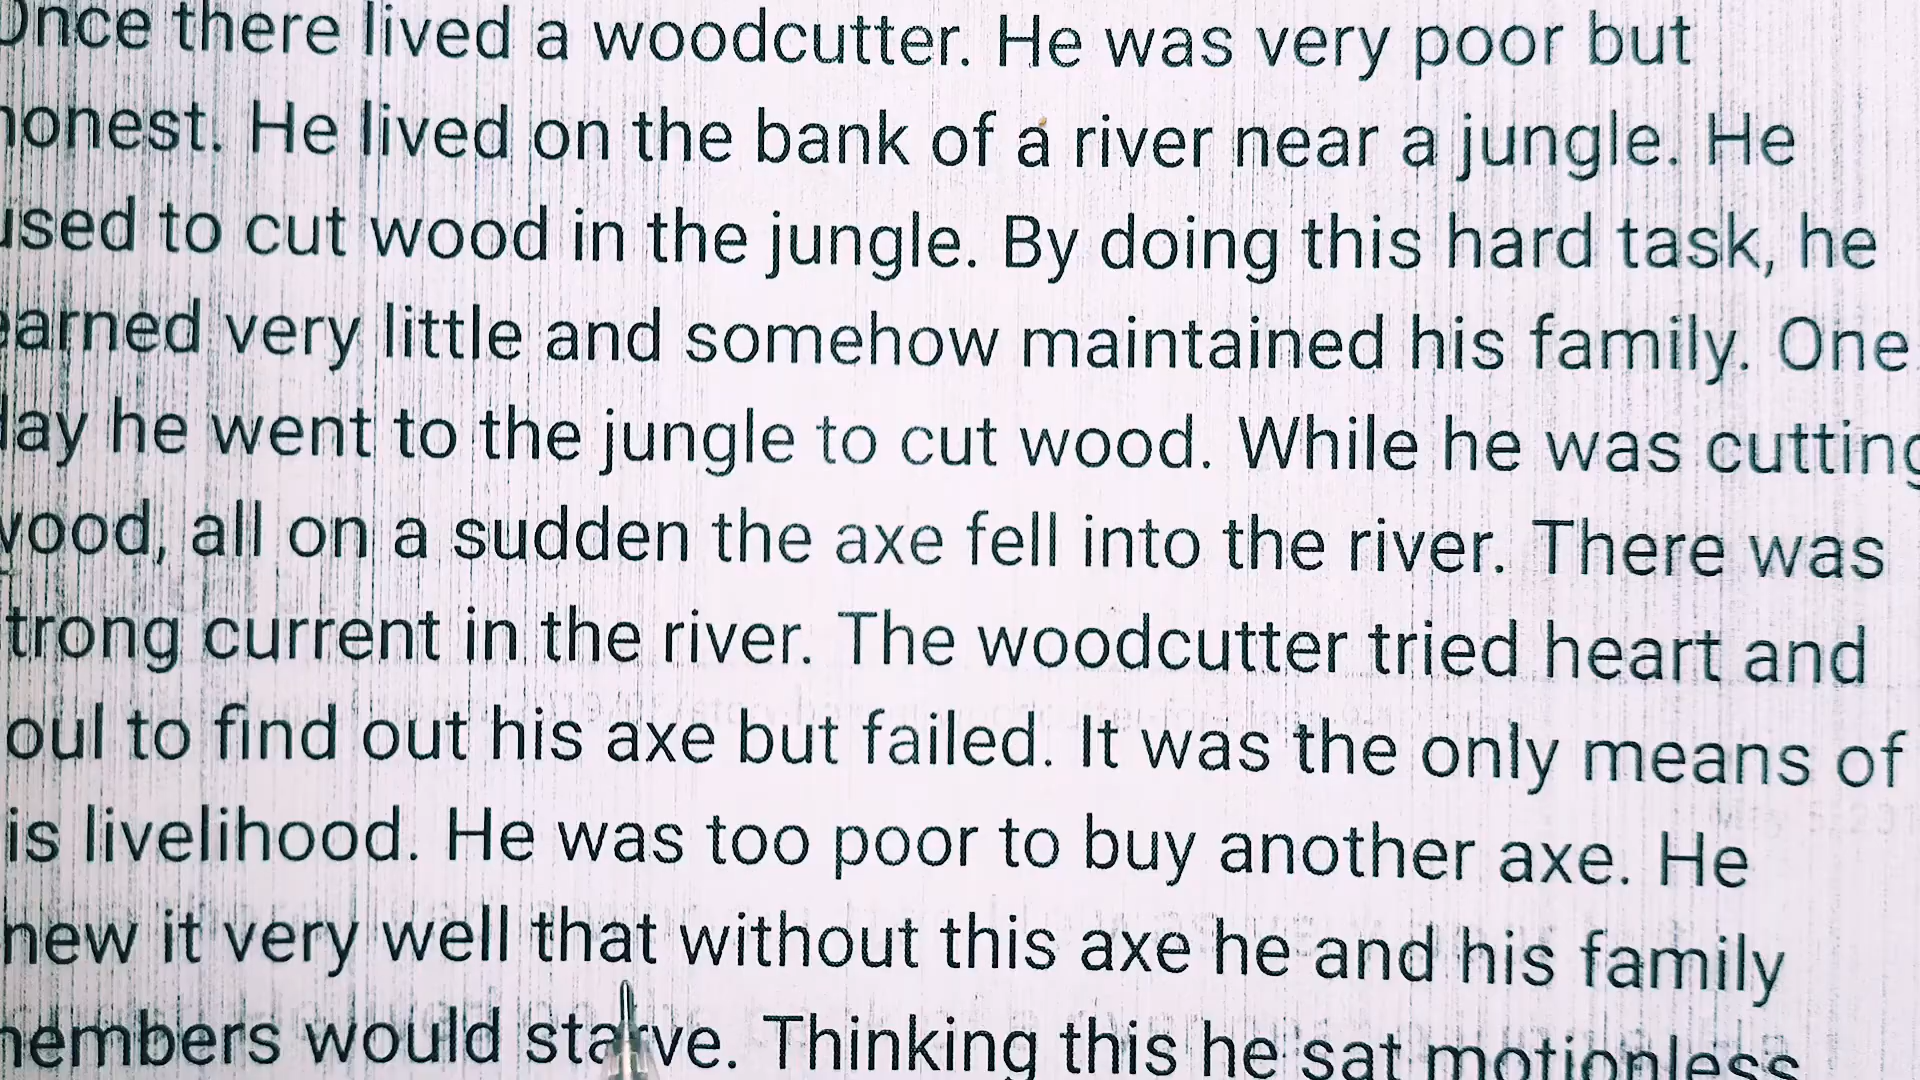 Once there lived a woodcutter. He was very poor but
honest. He lived on the bank of a river near a jungle. He
used to cut wood in the jungle. By doing this hard task, he
earned very little and somehow maintained his family. One
day he went to the jungle to cut wood. While he was cutting
wood, all on a sudden the axe fell into the river. There was
trong current in the river. The woodcutter tried heart and
oul to find out his axe but failed. It was the only means of
is livelihood. He was too poor to buy another axe. He
new it very well that without this axe he and his family
members would starve. Thinking this he sat motionless